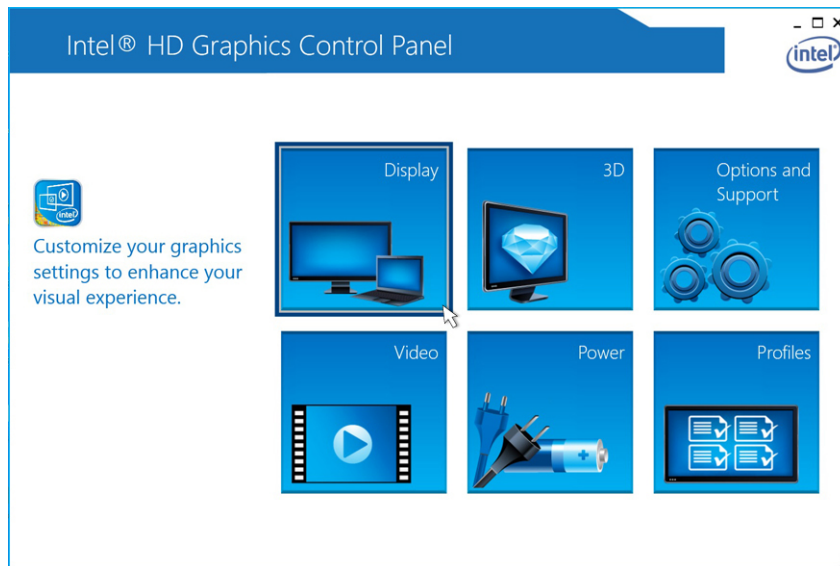 Intel® HD Graphics Control Panel
intel
Display
3D
Options and
Support
intel
Customize your graphics
settings to enhance your
visual experience.
Video
Power
Profiles